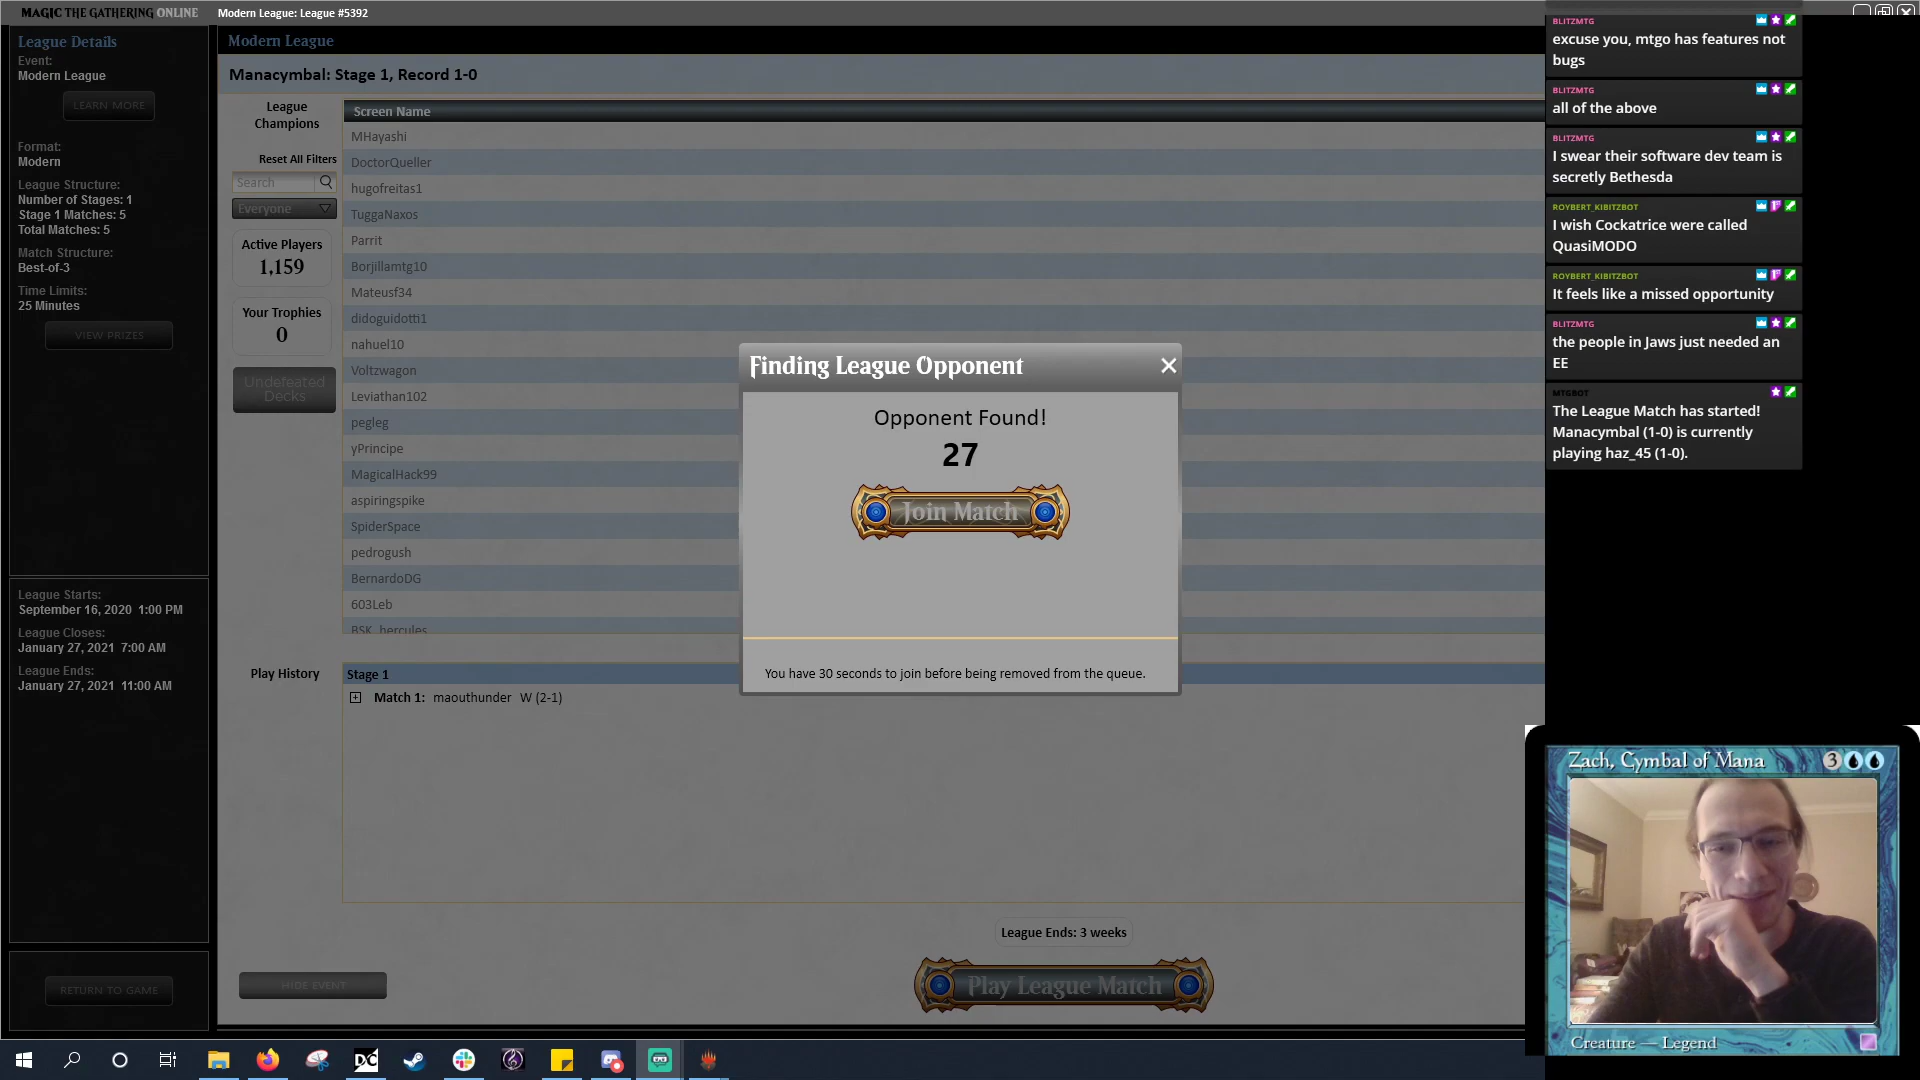 MAGIC THE GATHERING ONLINE
Modern League: League #5392
League Details
Event:
Modern League
LEARN MORE
Format:
Modern
League Structure:
Number of Stages: 1
Stage 1 Matches: 5
Total Matches: 5
Match Structure:
Best-of-3
Time Limits:
25 Minutes
VIEW PRIZES
League Starts:
September 16, 2020 1:00 PM
League Closes:
January 27, 2021 7:00 AM
League Ends:
January 27, 2021 11:00 AM
RETURN TO GAME
Modern League
Manacymbal: Stage 1, Record 1-0
League
Champions
Reset All Filters
Search
Everyone
Active Players
1,159
Your Trophies
0
Undefeated
Decks
Screen Name
MHayashi
DoctorQueller
hugofreitas1
TuggaNaxos
Parrit
Borjillamtg10
Mateusf34
didoguidotti1
nahuel10
Voltzwagon
Leviathan102
pegleg
yPrincipe
MagicalHack99
aspiringspike
SpiderSpace
pedrogush
BernardoDG
603Leb
BSK_hercules
Play History
Stage 1
Match 1: maouthunder W (2-1)
League Ends: 3 weeks
HIDE EVENT
Play League Match
Finding League Opponent
Opponent Found!
27
Join Match
You have 30 seconds to join before being removed from the queue.
BLITZMTG
excuse you, mtgo has features not
bugs
BLITZMTG
all of the above
BLITZMTG
I swear their software dev team is
secretly Bethesda
ROYBERT_KIBITZBOT
I wish Cockatrice were called
QuasiMODO
ROYBERT_KIBITZBOT
It feels like a missed opportunity
BLITZMTG
the people in Jaws just needed an
EE
MTGBOT
The League Match has started!
Manacymbal (1-0) is currently
playing haz_45 (1-0).
Zach, Cymbal of Mana 3
Creature — Legend
DC